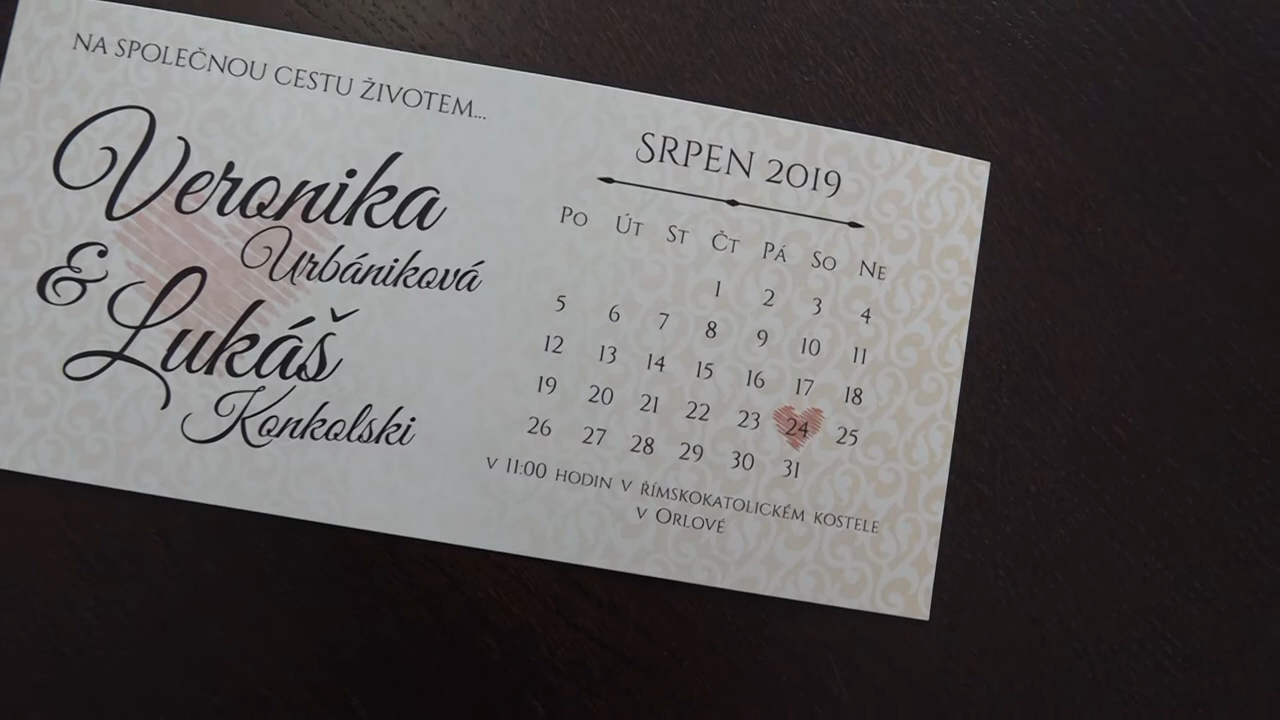 NA SPOLEČNOU CESTU ŽIVOTEM...
Veronika
Urbániková
& Lukáš
Konkolski
SRPEN 2019
PO ÚT ST ČT PÁ SO NE
1 2 3 4
5 6 7 8 9 10 11
12 13 14 15 16 17 18
19 20 21 22 23 24 25
26 27 28 29 30 31
V 11:00 HODIN V ŘÍMSKOKATOLICKÉM KOSTELE
V ORLOVÉ